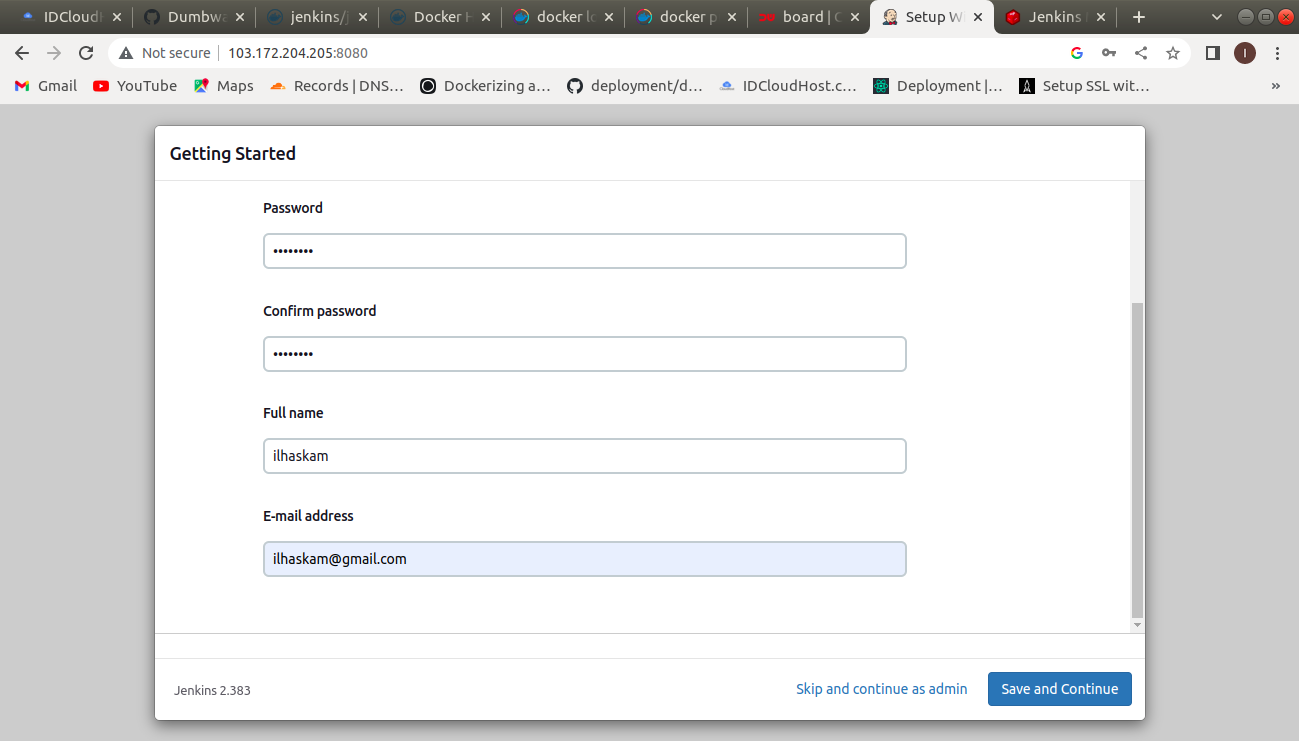 IDCloudH
Dumbwa
jenkins/j
Docker H
docker lo
docker p
board | C
Setup W
Jenkins
Not secure
103.172.204.205:8080
I
Gmail
YouTube
Maps
Records | DNS...
Dockerizing a...
deployment/d...
IDCloudHost.c...
Deployment |...
Setup SSL wit...
»
Getting Started
Password
••••••••
Confirm password
••••••••
Full name
ilhaskam
E-mail address
ilhaskam@gmail.com
Jenkins 2.383
Skip and continue as admin
Save and Continue